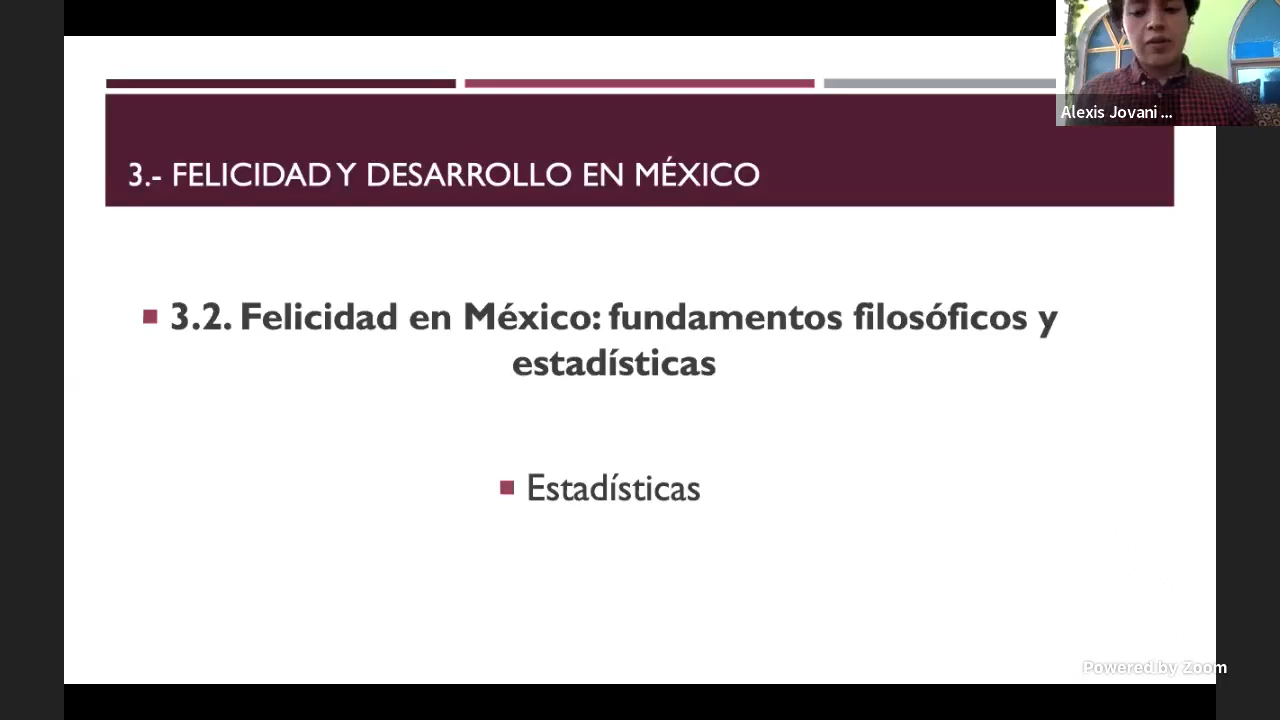 Alexis Jovani ...
3.- FELICIDAD Y DESARROLLO EN MÉXICO
3.2. Felicidad en México: fundamentos filosóficos y
estadísticas
Estadísticas
Powered by Zoom